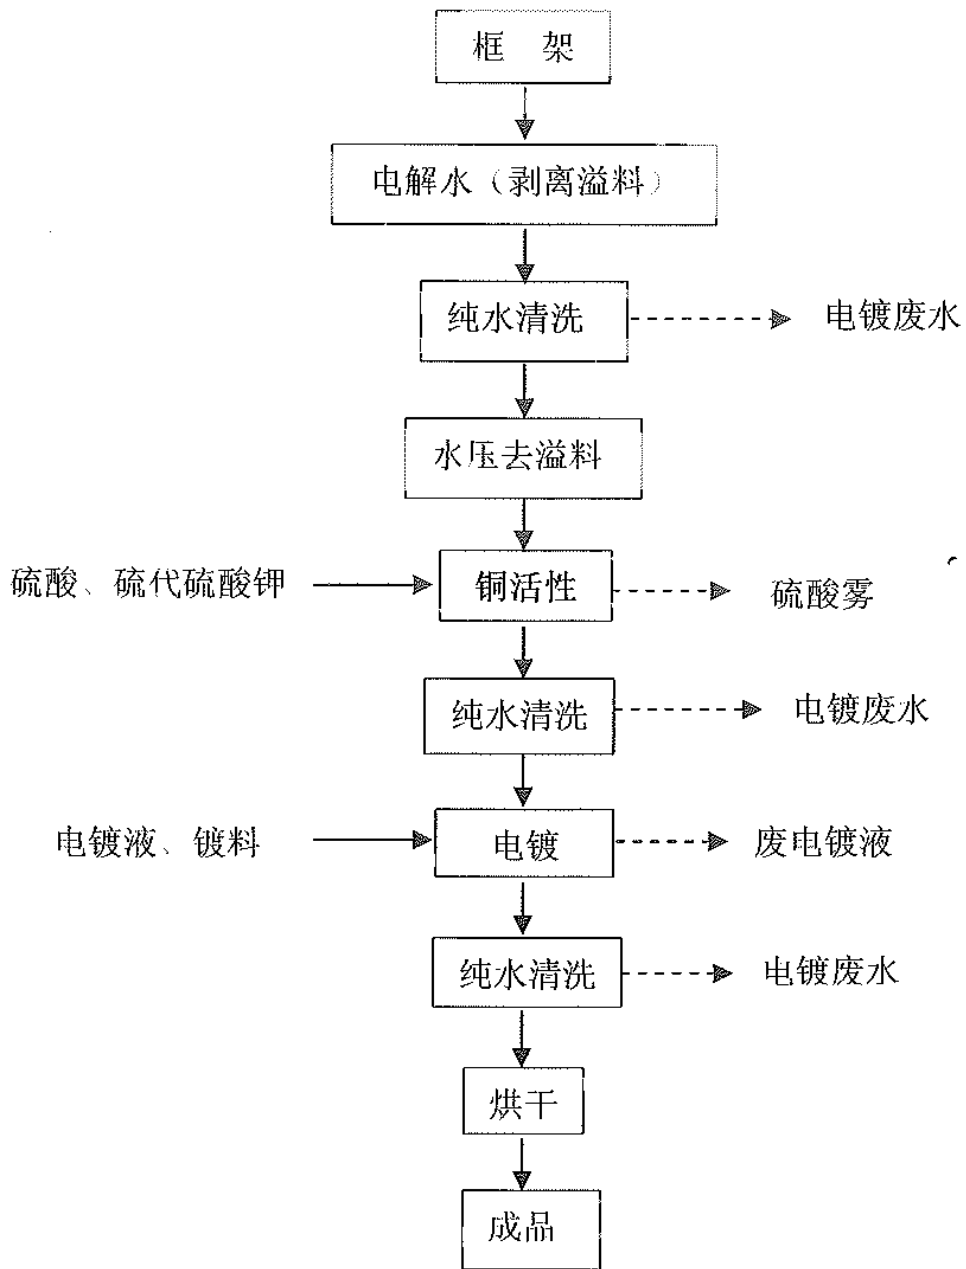 框 架
电解水（剥离溢料）
纯水清洗
电镀废水
水压去溢料
硫酸、硫代硫酸钾
铜活性
硫酸雾
纯水清洗
电镀废水
电镀液、镀料
电镀
废电镀液
纯水清洗
电镀废水
烘干
成品